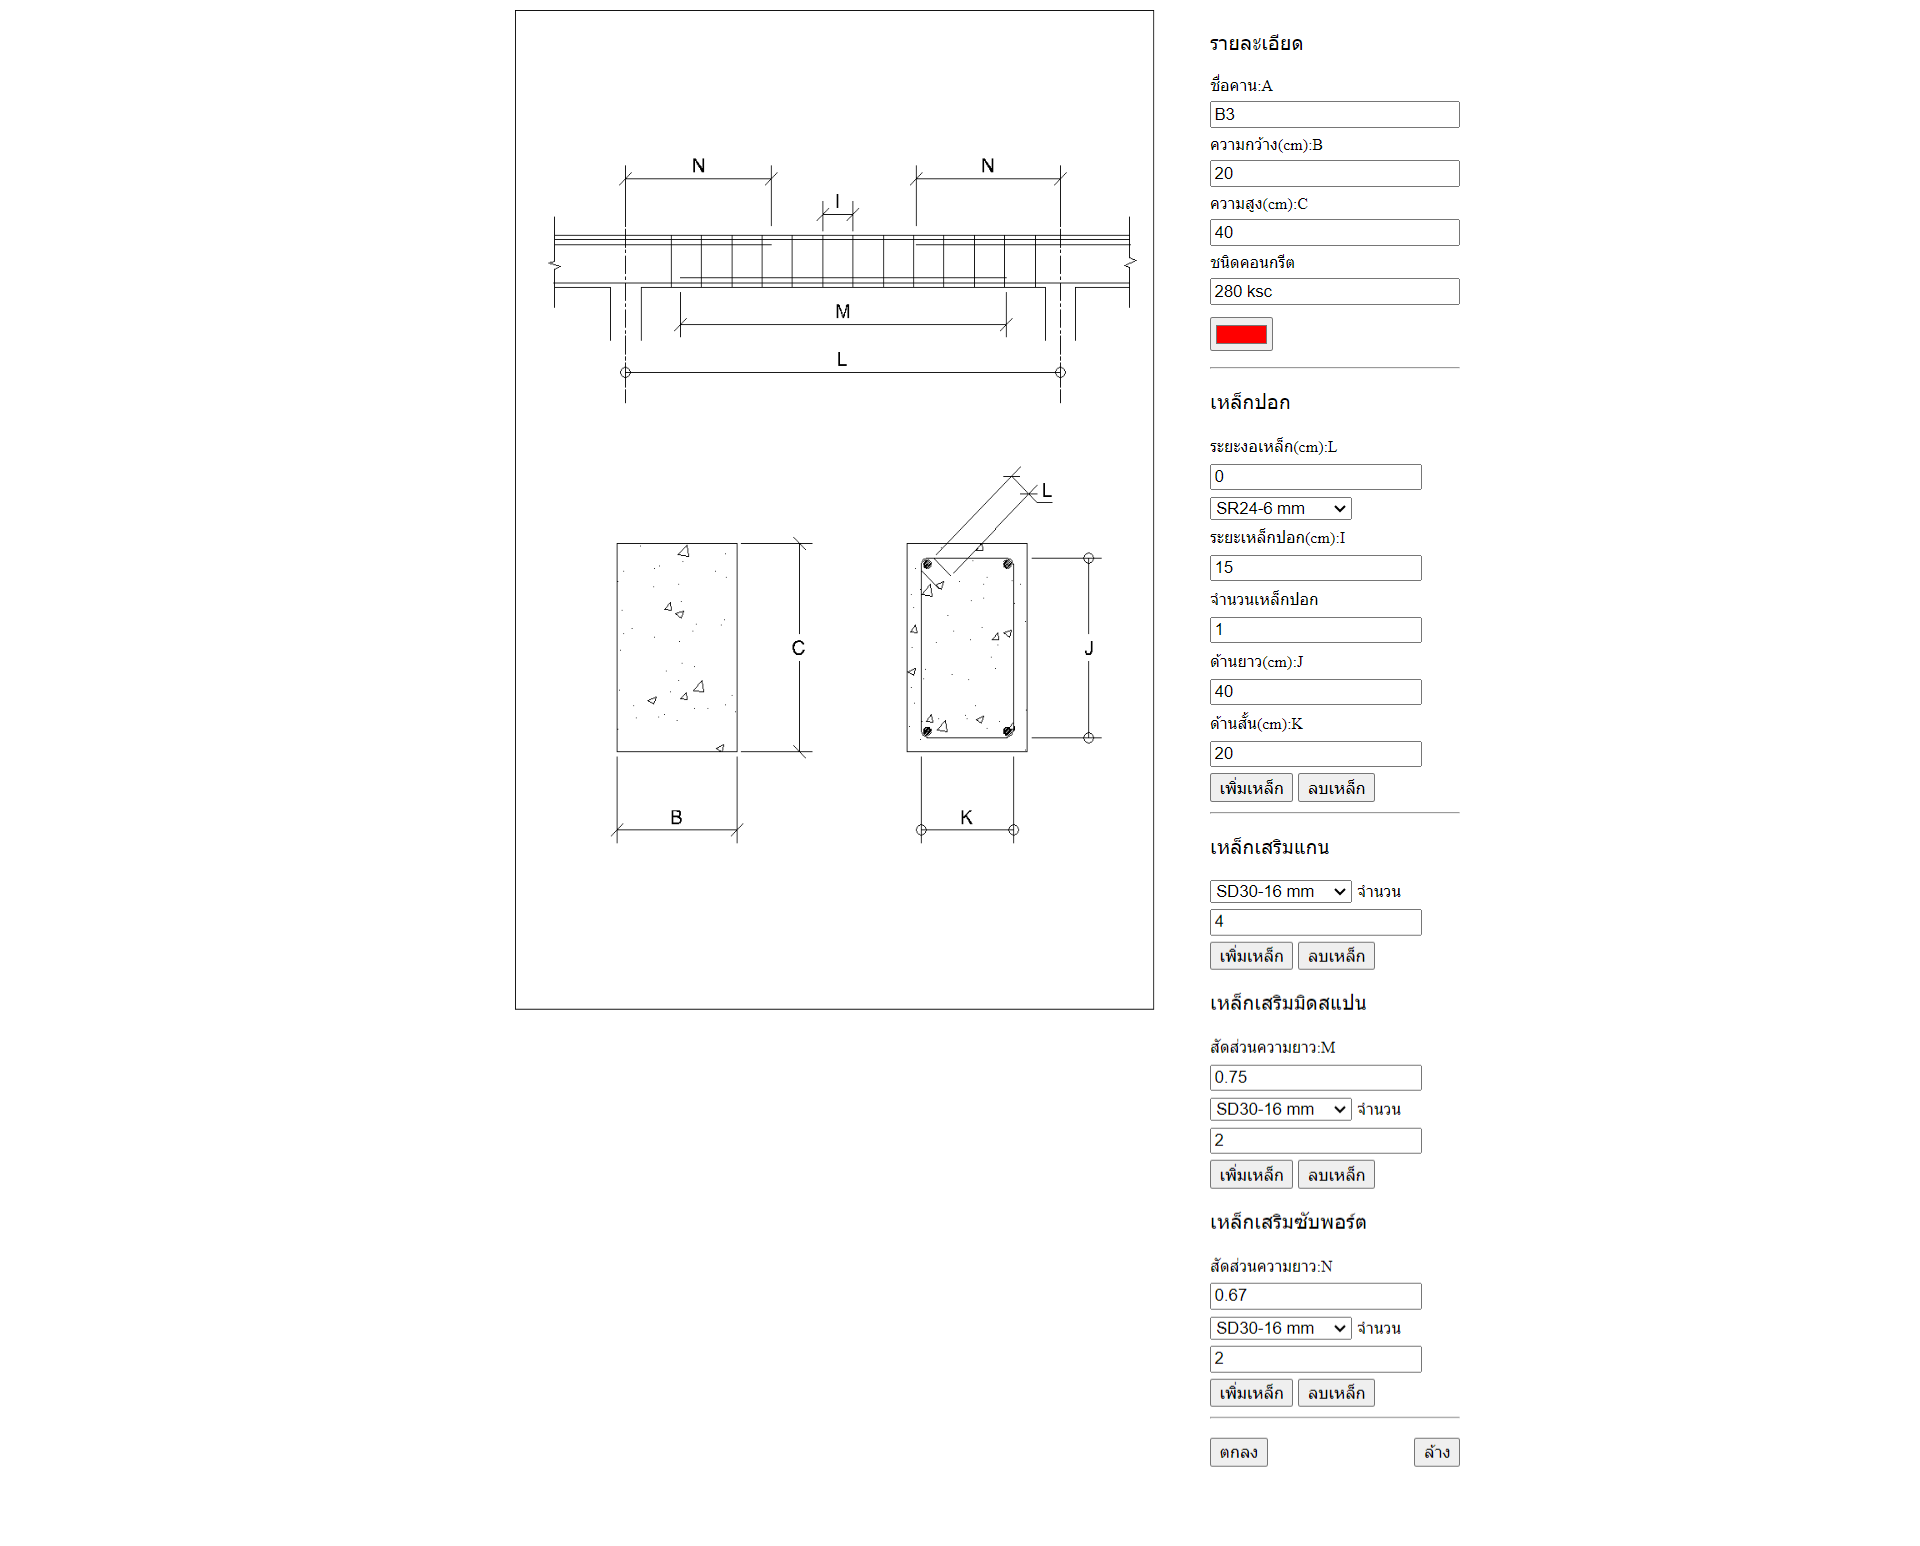 N
N
I
M
L
L
C
J
B
K
รายละเอียด
ชื่อคาน:A
B3
ความกว้าง(cm):B
20
ความสูง(cm):C
40
ชนิดคอนกรีต
280 ksc
เหล็กปอก
ระยะงอเหล็ก(cm):L
0
SR24-6 mm
ระยะเหล็กปอก(cm):I
15
จำนวนเหล็กปอก
1
ด้านยาว(cm):J
40
ด้านสั้น(cm):K
20
เพิ่มเหล็ก ลบเหล็ก
เหล็กเสริมแกน
SD30-16 mm จำนวน
4
เพิ่มเหล็ก ลบเหล็ก
เหล็กเสริมมิดสแปน
สัดส่วนความยาว:M
0.75
SD30-16 mm จำนวน
2
เพิ่มเหล็ก ลบเหล็ก
เหล็กเสริมซับพอร์ต
สัดส่วนความยาว:N
0.67
SD30-16 mm จำนวน
2
เพิ่มเหล็ก ลบเหล็ก
ตกลง ล้าง